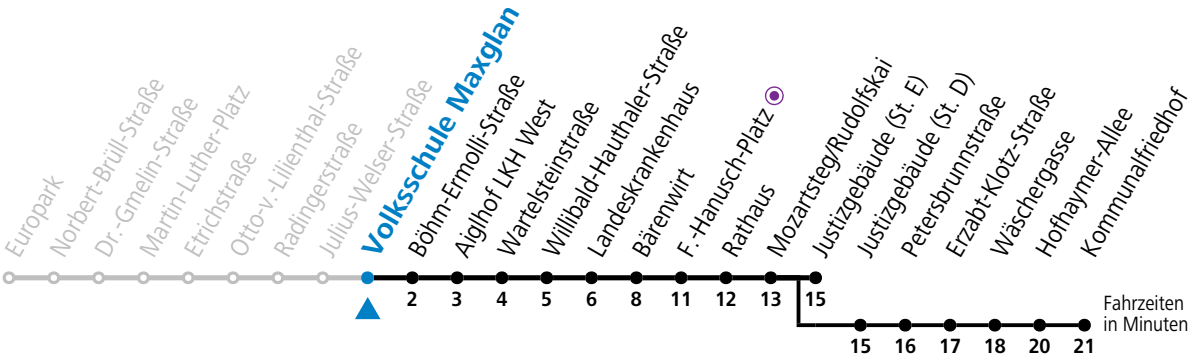 Europark
Norbert-Brüll-Straße
Dr.-Gmelin-Straße
Martin-Luther-Platz
Etrichstraße
Otto-v.-Lilienthal-Straße
Radingerstraße
Julius-Welser-Straße
Volksschule Maxglan
Böhm-Ermolli-Straße
Aiglhof LKH West
Wartelsteinstraße
Willibald-Hauthaler-Straße
Landeskrankenhaus
Bärenwirt
F.-Hanusch-Platz
Rathaus
Mozartsteg/Rudolfskai
Justizgebäude (St. E)
Justizgebäude (St. D)
Petersbrunnstraße
Erzabt-Klotz-Straße
Wäschergasse
Hofhaymer-Allee
Kommunalfriedhof
2 3 4 5 6 8 11 12 13 15
Fahrzeiten
in Minuten
15 16 17 18 20 21